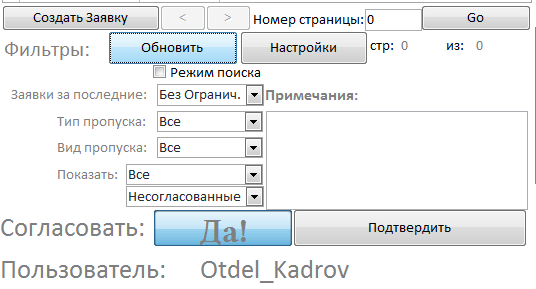 Создать Заявку < > Номер страницы: 0 Go
Фильтры: Обновить Настройки стр: 0 из: 0
Режим поиска
Заявки за последние: Без Огранич. Примечания:
Тип пропуска: Все
Вид пропуска: Все
Показать: Все
Несогласованные
Согласовать: Да! Подтвердить
Пользователь: Otdel_Kadrov